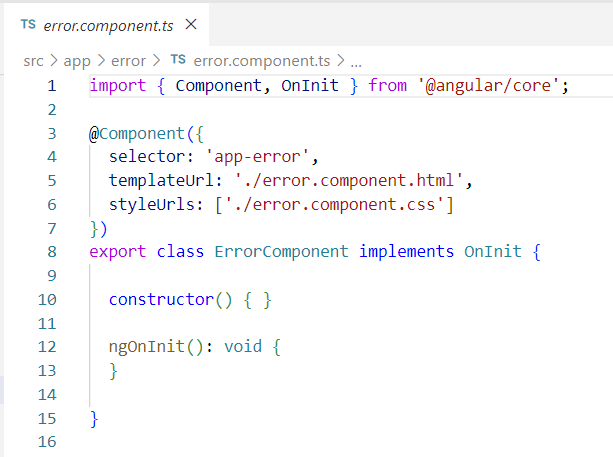 TS error.component.ts ×
src > app > error > TS error.component.ts > ...
1 import { Component, OnInit } from '@angular/core';
2
3 @Component({
4   selector: 'app-error',
5   templateUrl: './error.component.html',
6   styleUrls: ['./error.component.css']
7 })
8 export class ErrorComponent implements OnInit {
9
10   constructor() { }
11
12   ngOnInit(): void {
13   }
14
15 }
16